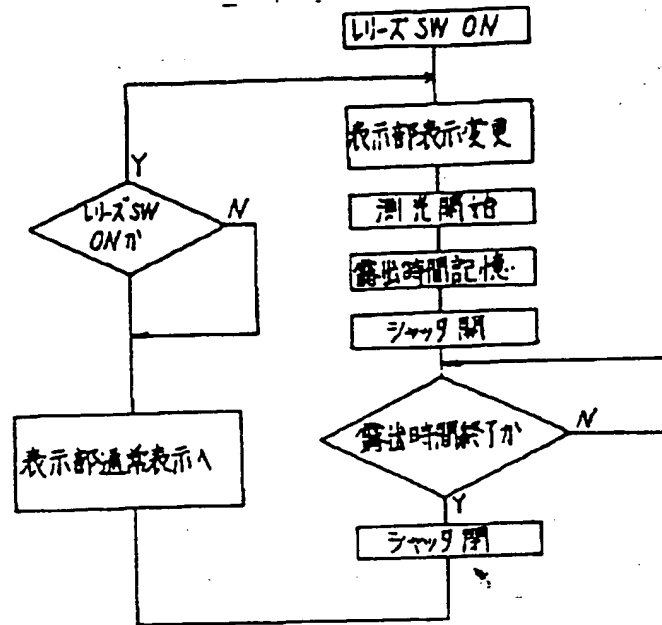 レリーズSW ON
表示部表示変更
測光開始
露出時間記憶
シャッタ開
露出時間終了か
N
Y
シャッタ閉
表示部通常表示へ
レリーズSW
ONか
N
Y